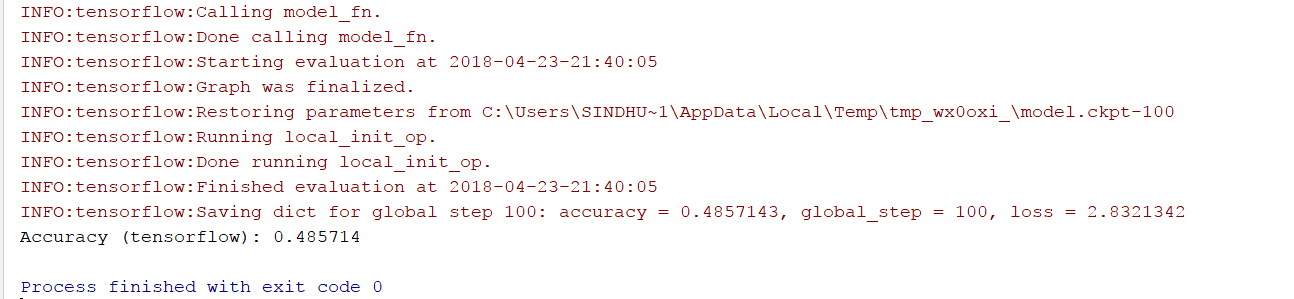 INFO:tensorflow:Calling model_fn.
INFO:tensorflow:Done calling model_fn.
INFO:tensorflow:Starting evaluation at 2018-04-23-21:40:05
INFO:tensorflow:Graph was finalized.
INFO:tensorflow:Restoring parameters from C:\Users\SINDHU~1\AppData\Local\Temp\tmp_wx0oxi_\model.ckpt-100
INFO:tensorflow:Running local_init_op.
INFO:tensorflow:Done running local_init_op.
INFO:tensorflow:Finished evaluation at 2018-04-23-21:40:05
INFO:tensorflow:Saving dict for global step 100: accuracy = 0.4857143, global_step = 100, loss = 2.8321342
Accuracy (tensorflow): 0.485714
Process finished with exit code 0